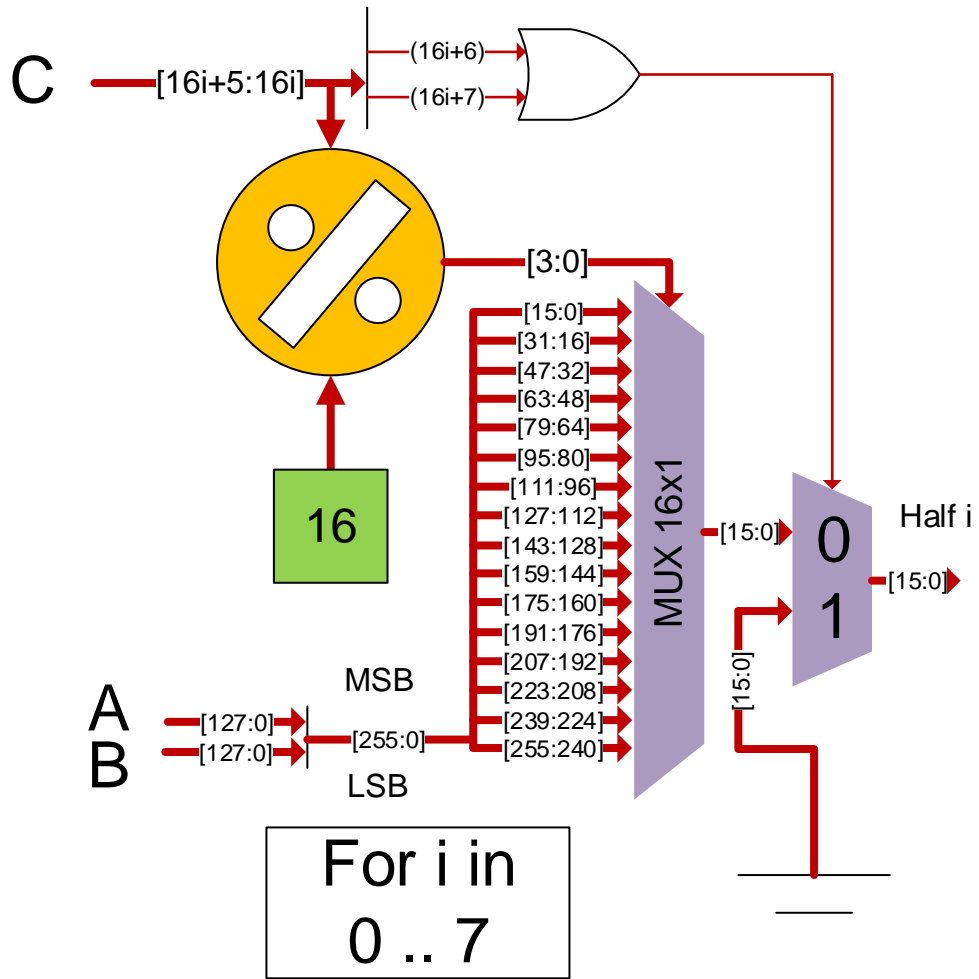 C
[16i+5:16i]
(16i+6)
(16i+7)
[3:0]
16
[15:0]
[31:16]
[47:32]
[63:48]
[79:64]
[95:80]
[111:96]
[127:112]
[143:128]
[159:144]
[175:160]
[191:176]
[207:192]
[223:208]
[239:224]
[255:240]
MUX 16x1
[15:0]
0
1
Half i
[15:0]
[15:0]
A
[127:0]
B
[127:0]
MSB
[255:0]
LSB
For i in
0 .. 7